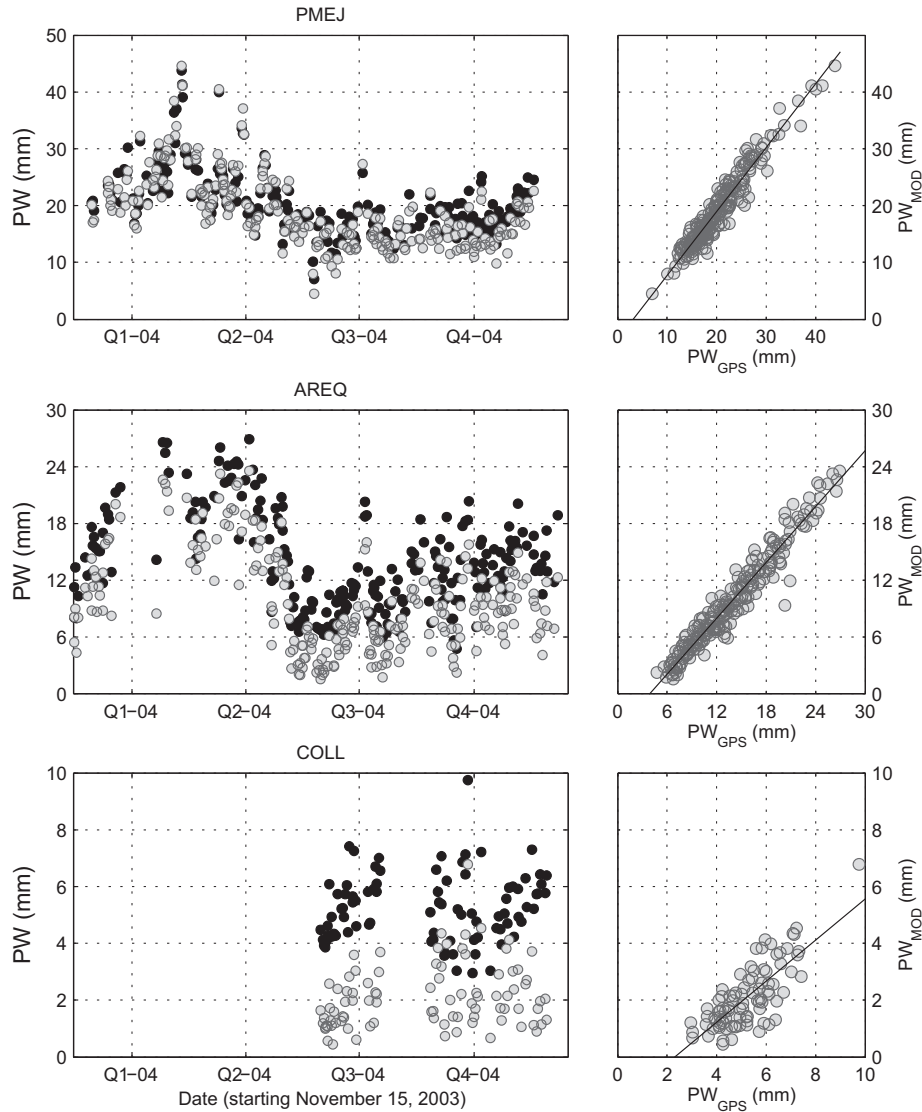 PMEJ
50
40
30
20
10
0
PW (mm)
Q1−04 Q2−04 Q3−04 Q4−04
40
30
20
10
0
PW_MOD (mm)
0 10 20 30 40
PW_GPS (mm)
AREQ
30
24
18
12
6
0
PW (mm)
Q1−04 Q2−04 Q3−04 Q4−04
30
24
18
12
6
0
PW_MOD (mm)
0 6 12 18 24 30
PW_GPS (mm)
COLL
10
8
6
4
2
0
PW (mm)
Q1−04 Q2−04 Q3−04 Q4−04
Date (starting November 15, 2003)
10
8
6
4
2
0
PW_MOD (mm)
0 2 4 6 8 10
PW_GPS (mm)